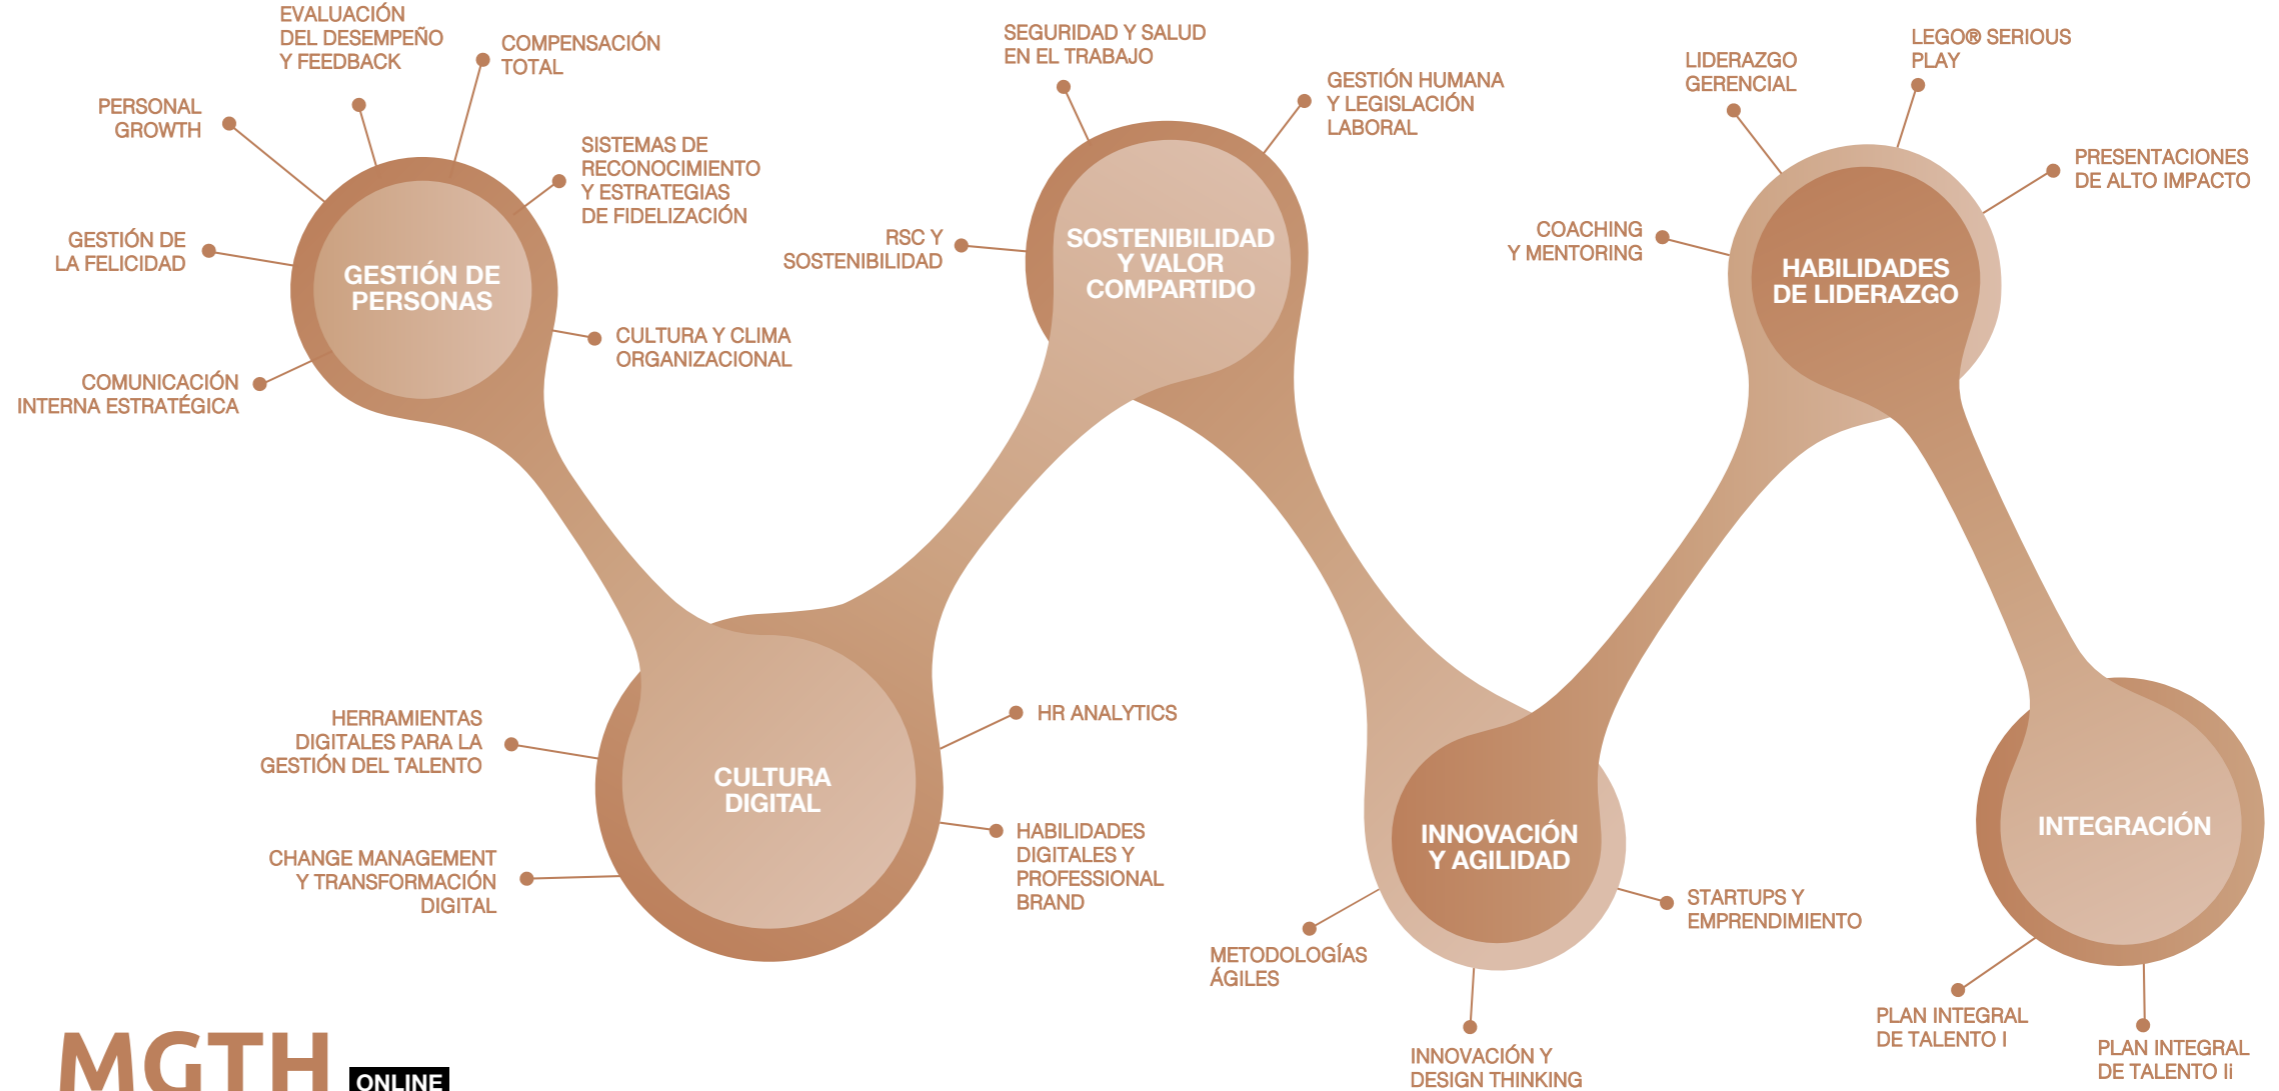 EVALUACIÓN
DEL DESEMPEÑO
Y FEEDBACK
COMPENSACIÓN
TOTAL
PERSONAL
GROWTH
SISTEMAS DE
RECONOCIMIENTO
Y ESTRATEGIAS
DE FIDELIZACIÓN
GESTIÓN DE
LA FELICIDAD
GESTIÓN DE
PERSONAS
CULTURA Y CLIMA
ORGANIZACIONAL
COMUNICACIÓN
INTERNA ESTRATÉGICA
HERRAMIENTAS
DIGITALES PARA LA
GESTIÓN DEL TALENTO
CHANGE MANAGEMENT
Y TRANSFORMACIÓN
DIGITAL
CULTURA
DIGITAL
HR ANALYTICS
HABILIDADES
DIGITALES Y
PROFESSIONAL
BRAND
SEGURIDAD Y SALUD
EN EL TRABAJO
GESTIÓN HUMANA
Y LEGISLACIÓN
LABORAL
RSC Y
SOSTENIBILIDAD
SOSTENIBILIDAD
Y VALOR
COMPARTIDO
INNOVACIÓN
Y AGILIDAD
METODOLOGÍAS
ÁGILES
STARTUPS Y
EMPRENDIMIENTO
INNOVACIÓN Y
DESIGN THINKING
LIDERAZGO
GERENCIAL
LEGO® SERIOUS
PLAY
PRESENTACIONES
DE ALTO IMPACTO
COACHING
Y MENTORING
HABILIDADES
DE LIDERAZGO
INTEGRACIÓN
PLAN INTEGRAL
DE TALENTO I
PLAN INTEGRAL
DE TALENTO Ii
MGTH
ONLINE